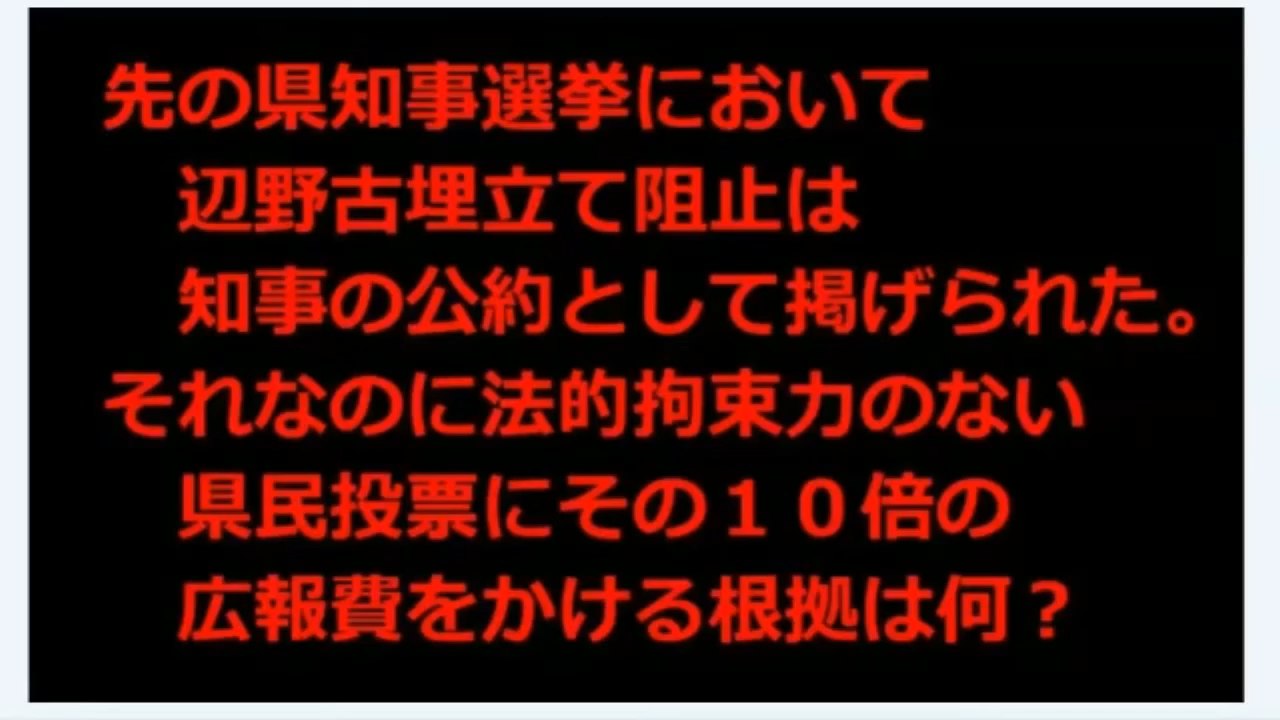 先の県知事選挙において
辺野古埋立て阻止は
知事の公約として掲げられた。
それなのに法的拘束力のない
県民投票にその１０倍の
広報費をかける根拠は何？